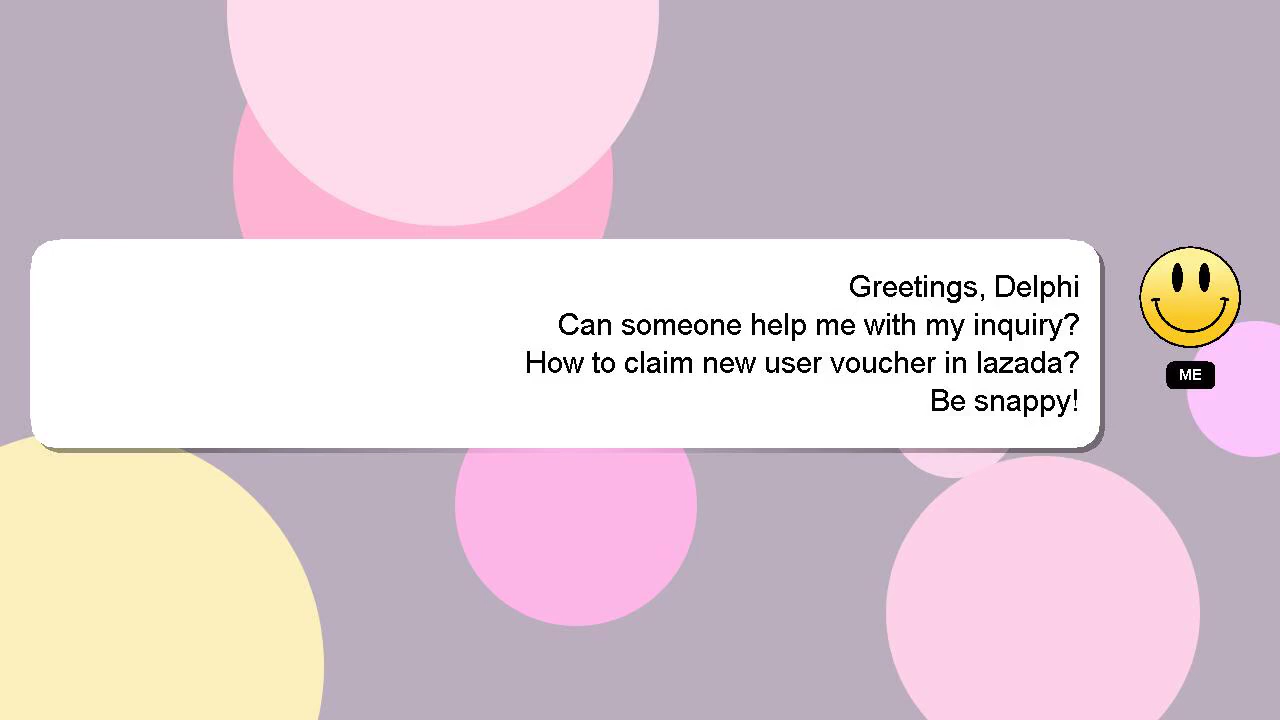 Greetings, Delphi
Can someone help me with my inquiry?
How to claim new user voucher in lazada?
Be snappy!
ME